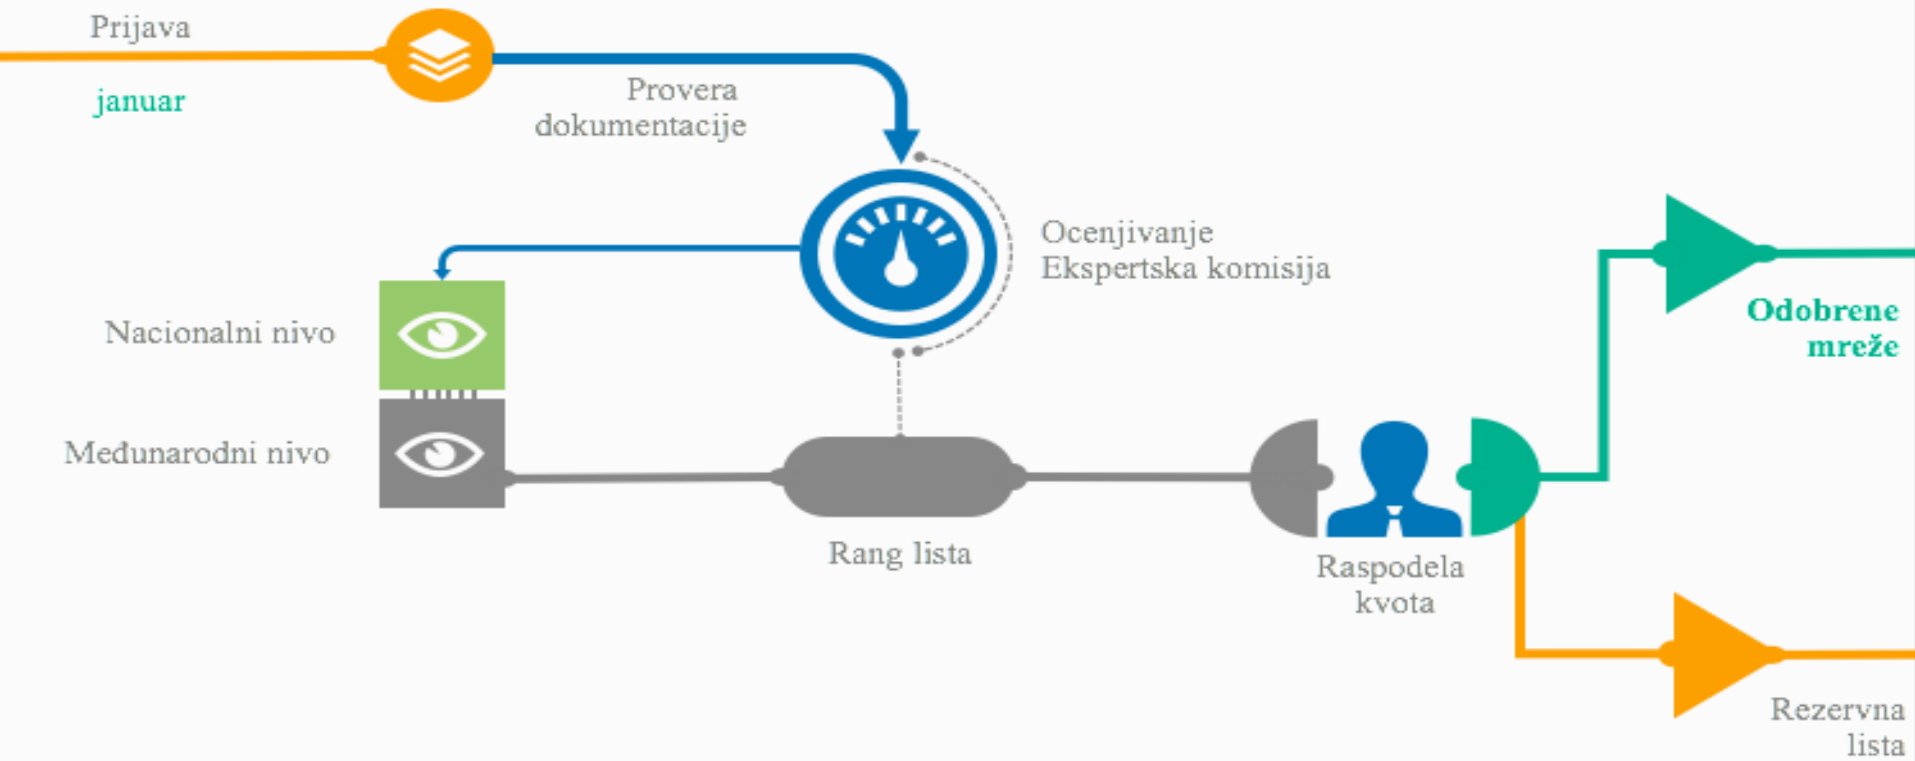 Prijava
januar
Provera
dokumentacije
Ocenjivanje
Ekspertska komisija
Nacionalni nivo
Međunarodni nivo
Rang lista
Raspodela
kvota
Odobrene
mreže
Rezervna
lista